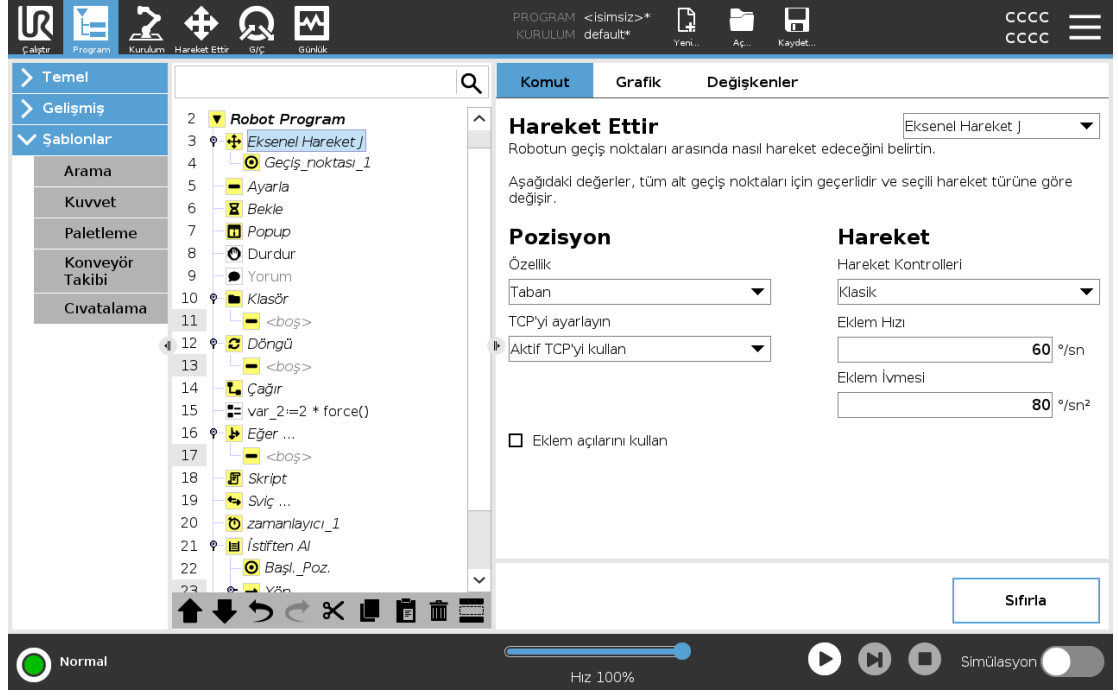 UR
PROGRAM <isimsiz>*
KURULUM default*
Çalıştır Program Kurulum Hareket Ettir G/Ç Günlük
Yeni... Aç... Kaydet...
cccc
cccc
Temel
Gelişmiş
Şablonlar
Arama
Kuvvet
Paletleme
Konveyör
Takibi
Cıvatalama
2 Robot Program
3 Eksenel Hareket J
4 Geçiş_noktası_1
5 Ayarla
6 Bekle
7 Popup
8 Durdur
9 Yorum
10 Klasör
11 <boş>
12 Döngü
13 <boş>
14 Çağır
15 var_2:=2 * force()
16 Eğer ...
17 <boş>
18 Skript
19 Sviç ...
20 zamanlayıcı_1
21 İstiften Al
22 Başl._Poz.
23 Yön
Komut Grafik Değişkenler
Hareket Ettir
Eksenel Hareket J
Robotun geçiş noktaları arasında nasıl hareket edeceğini belirtin.
Aşağıdaki değerler, tüm alt geçiş noktaları için geçerlidir ve seçili hareket türüne göre
değişir.
Pozisyon
Özellik
Taban
TCP'yi ayarlayın
Aktif TCP'yi kullan
Eklem açılarını kullan
Hareket
Hareket Kontrolleri
Klasik
Eklem Hızı
60 °/sn
Eklem İvmesi
80 °/sn²
Sıfırla
Normal
Hız 100%
Simülasyon